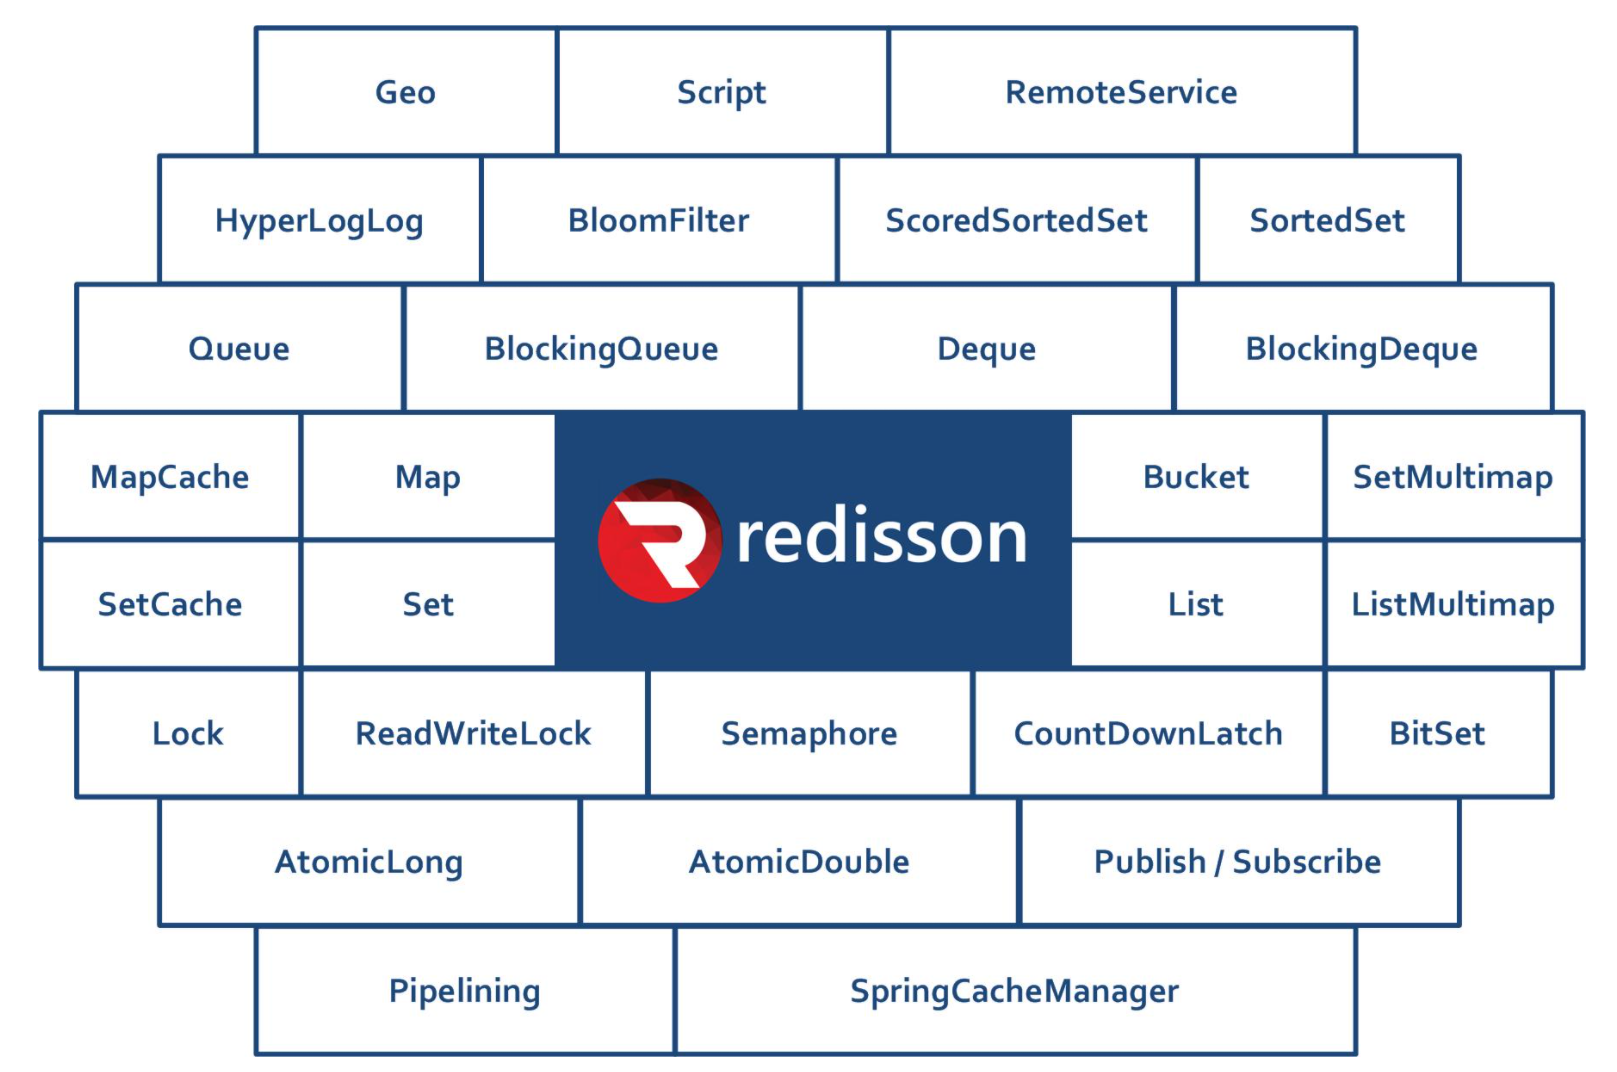 Geo Script RemoteService
HyperLogLog BloomFilter ScoredSortedSet SortedSet
Queue BlockingQueue Deque BlockingDeque
MapCache Map Bucket SetMultimap
redisson
SetCache Set List ListMultimap
Lock ReadWriteLock Semaphore CountDownLatch BitSet
AtomicLong AtomicDouble Publish / Subscribe
Pipelining SpringCacheManager